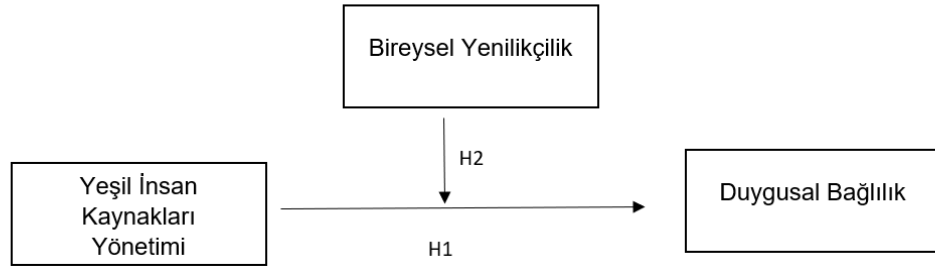 Bireysel Yenilikçilik
H2
Yeşil İnsan
Kaynakları
Yönetimi
Duygusal Bağlılık
H1